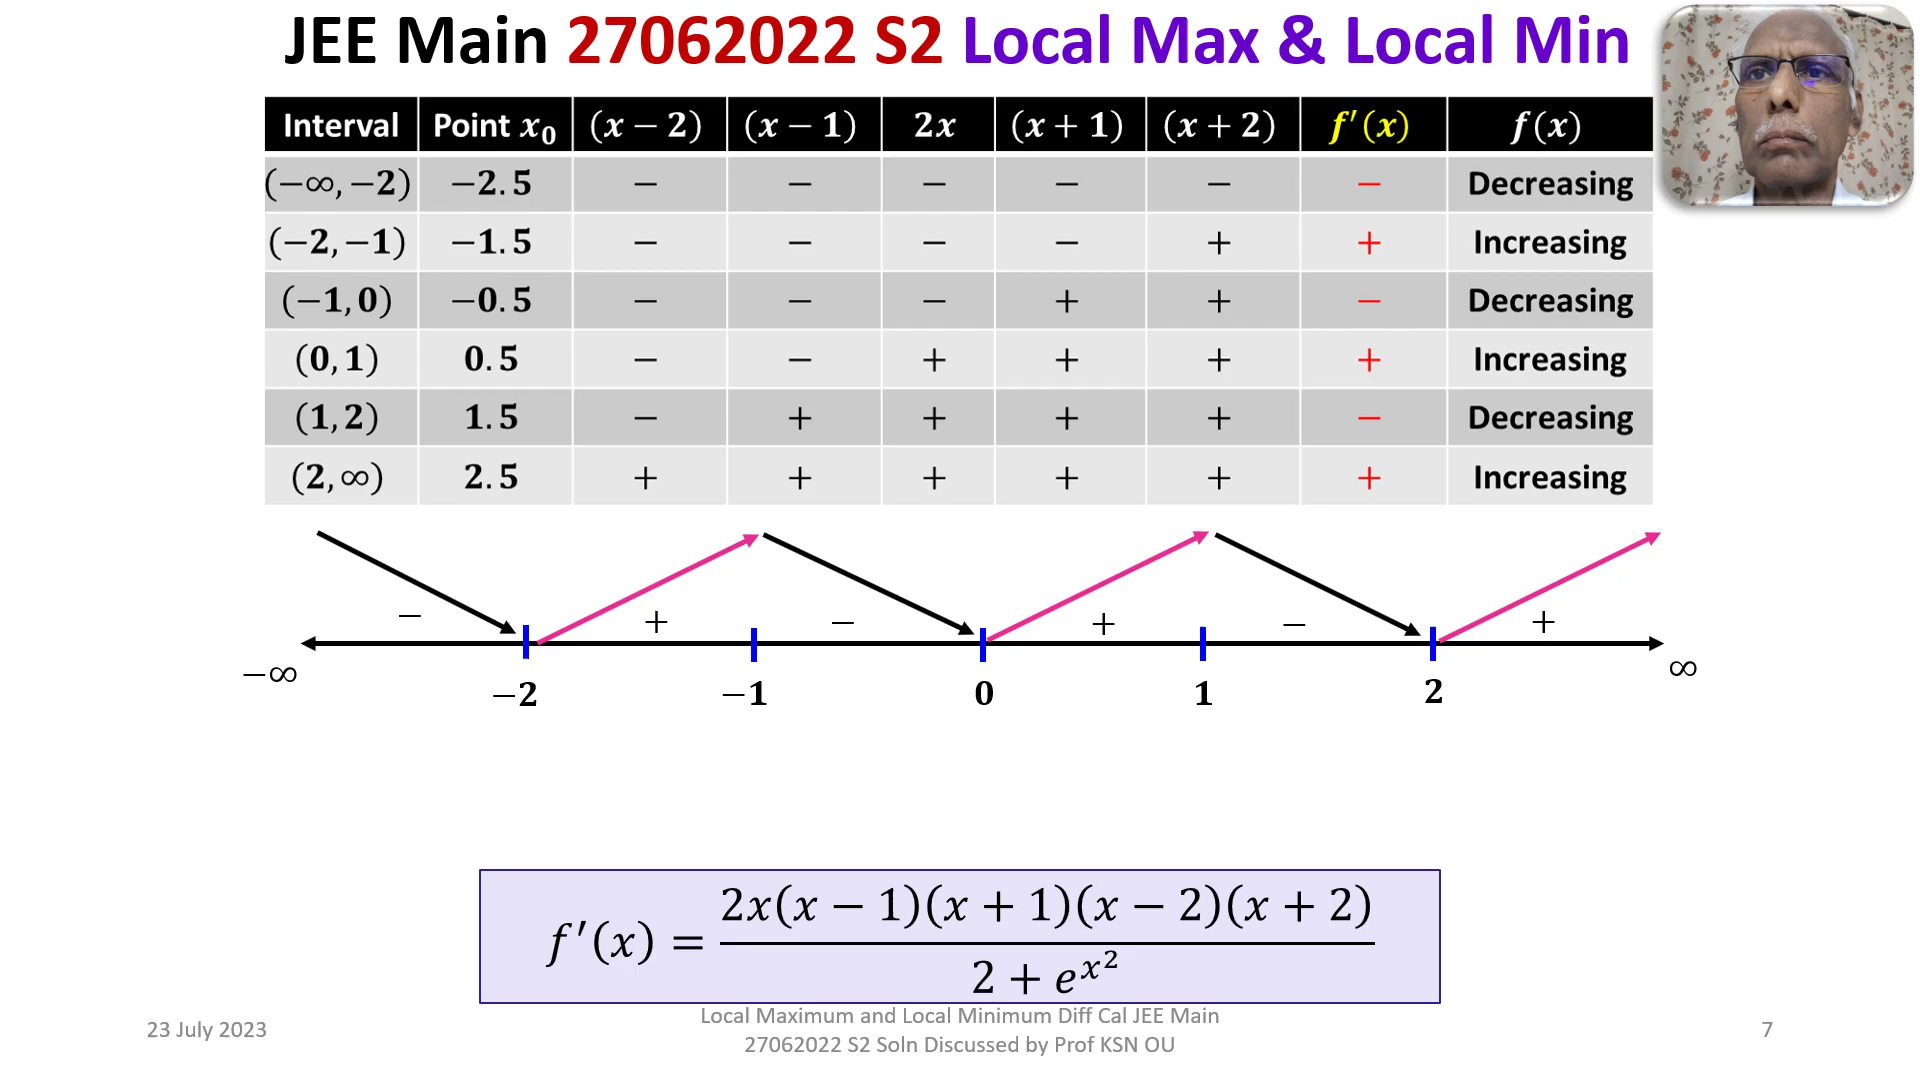 JEE Main 27062022 S2 Local Max & Local Min
Interval Point x₀ (x − 2) (x − 1) 2x (x + 1) (x + 2) f′(x) f(x)
(−∞, −2) −2.5 − − − − − − Decreasing
(−2, −1) −1.5 − − − − + + Increasing
(−1, 0) −0.5 − − − + + − Decreasing
(0, 1) 0.5 − − + + + + Increasing
(1, 2) 1.5 − + + + + − Decreasing
(2, ∞) 2.5 + + + + + + Increasing
− + − + − +
−∞ −2 −1 0 1 2 ∞
f′(x) = 2x(x − 1)(x + 1)(x − 2)(x + 2) / 2 + e^{x²}
23 July 2023
Local Maximum and Local Minimum Diff Cal JEE Main
27062022 S2 Soln Discussed by Prof KSN OU
7